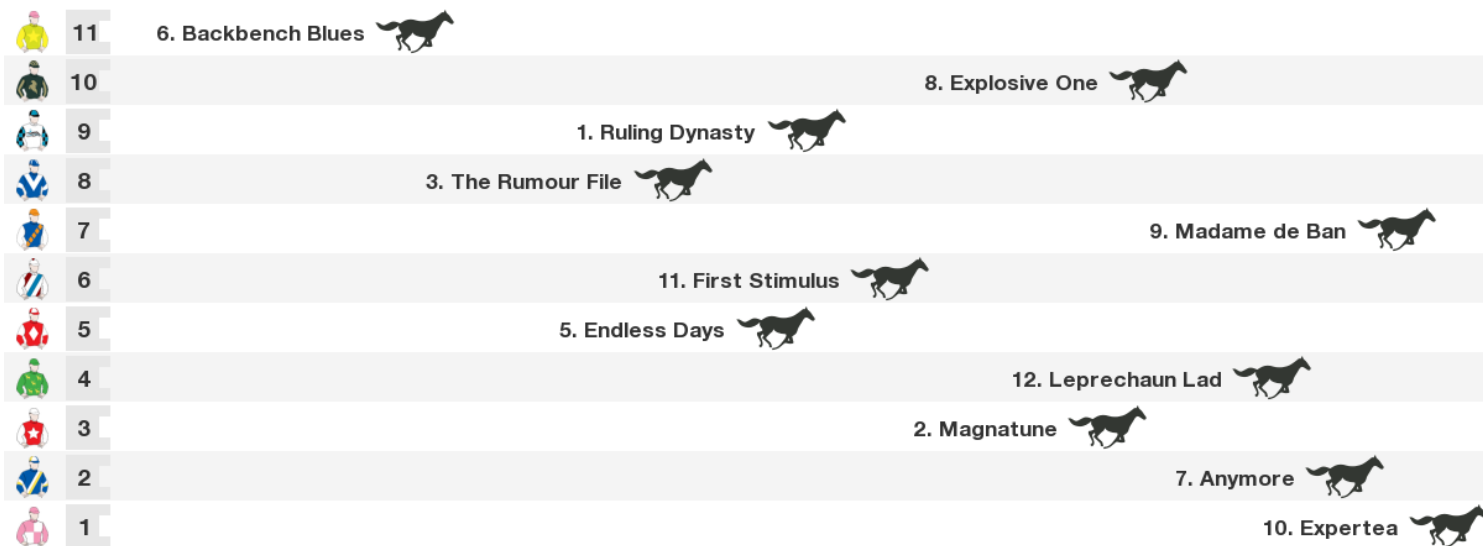 11 6. Backbench Blues
10 8. Explosive One
9 1. Ruling Dynasty
8 3. The Rumour File
7 9. Madame de Ban
6 11. First Stimulus
5 5. Endless Days
4 12. Leprechaun Lad
3 2. Magnatune
2 7. Anymore
1 10. Expertea